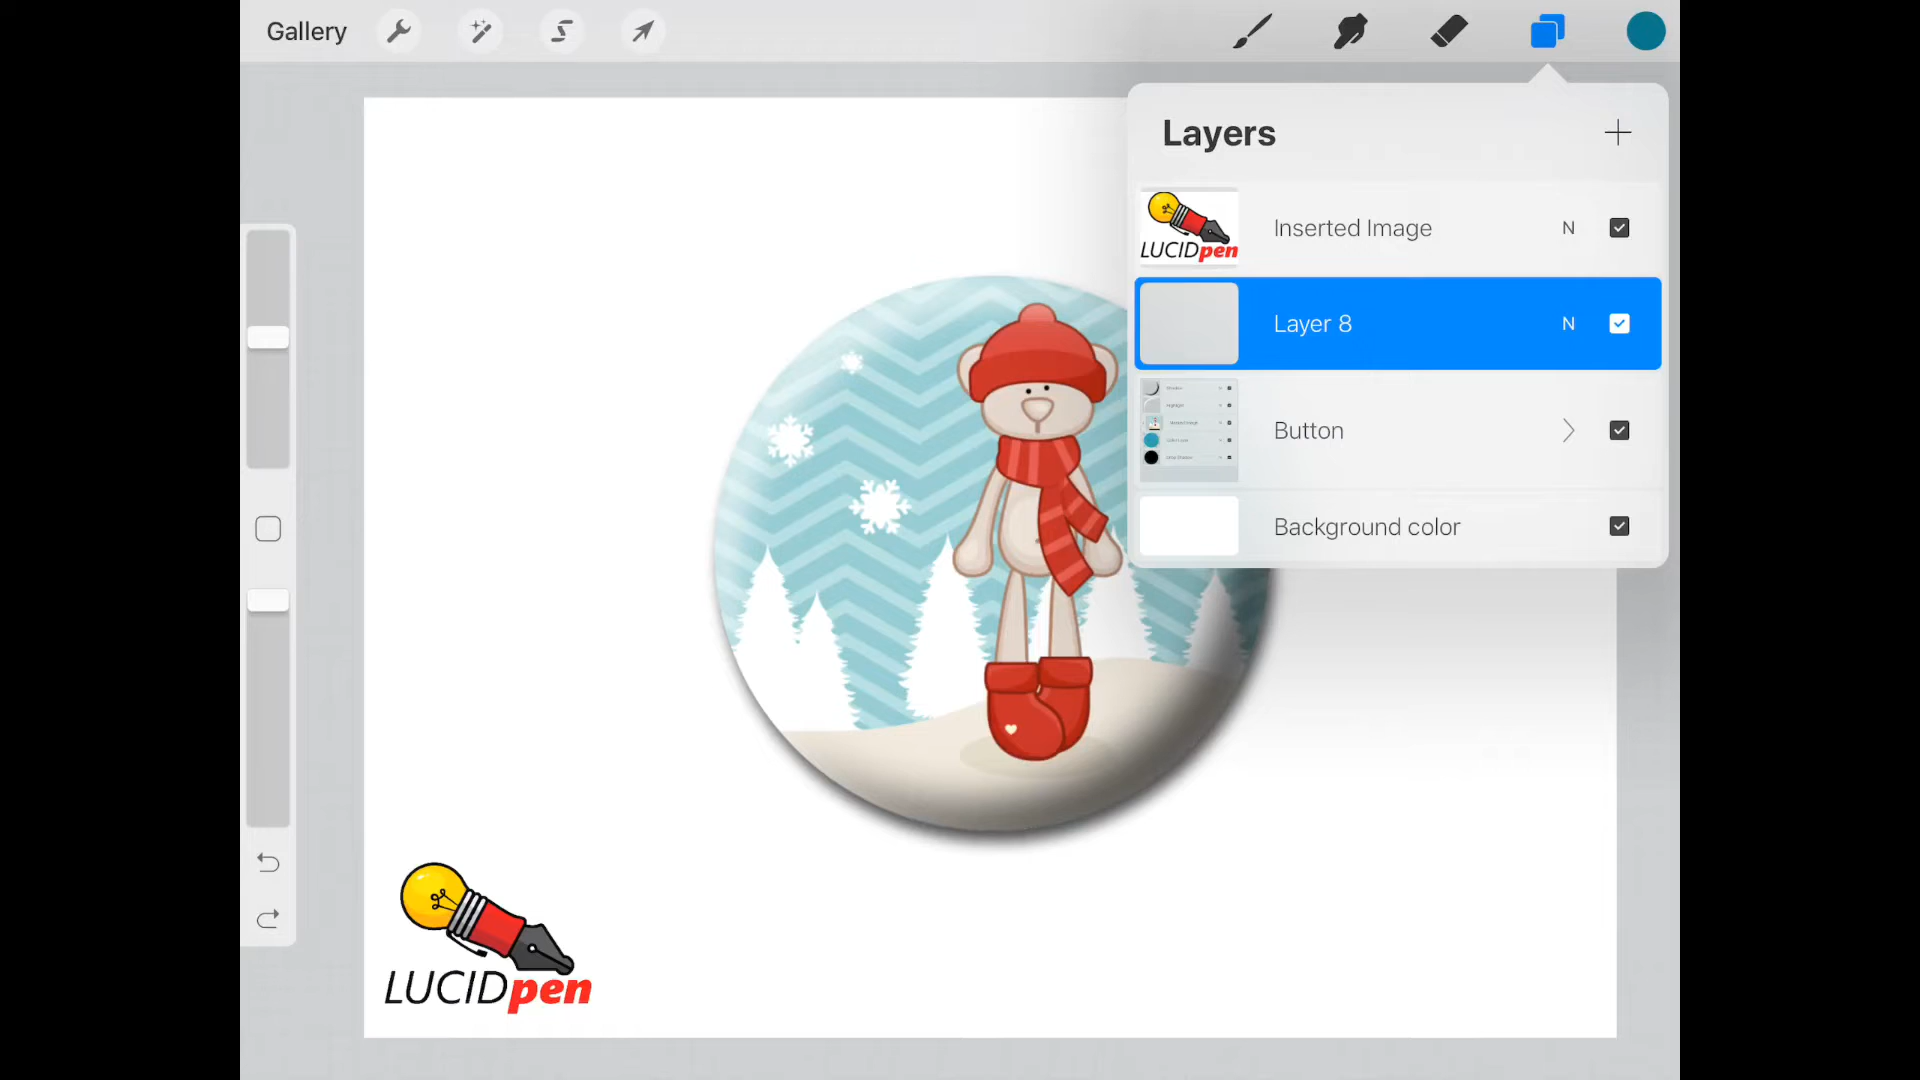 Gallery
Layers
LUCIDpen
Inserted Image N
Layer 8 N
Button
Background color
LUCIDpen